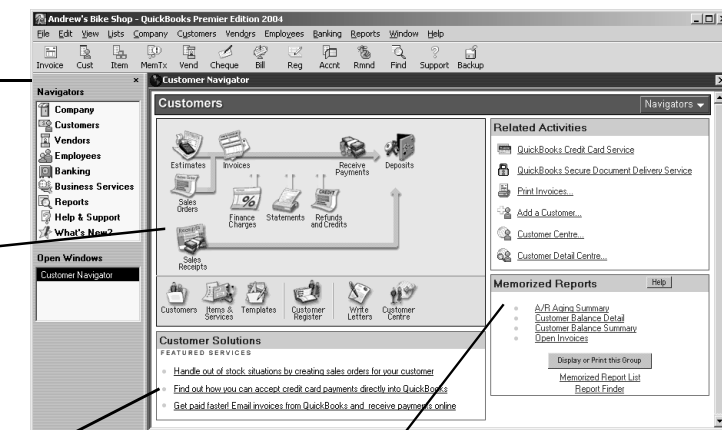 Andrew's Bike Shop - QuickBooks Premier Edition 2004
File Edit View Lists Company Customers Vendors Employees Banking Reports Window Help
Invoice Cust Item MemTx Vend Cheque Bill Reg Accnt Rmnd Find Support Backup
Navigators
Company
Customers
Vendors
Employees
Banking
Business Services
Reports
Help & Support
What's New?
Open Windows
Customer Navigator
Customer Navigator
Customers
Navigators
Estimates Invoices Receive Payments Deposits
Sales Orders
Finance Charges Statements Refunds and Credits
CREDIT
Sales Receipts
Customers Items & Services Templates Customer Register Write Letters Customer Centre
Customer Solutions
FEATURED SERVICES
Handle out of stock situations by creating sales orders for your customer
Find out how you can accept credit card payments directly into QuickBooks
Get paid faster! Email invoices from QuickBooks and receive payments online
Related Activities
QuickBooks Credit Card Service
QuickBooks Secure Document Delivery Service
Print Invoices...
Add a Customer...
Customer Centre...
Customer Detail Centre...
Memorized Reports Help
A/R Aging Summary
Customer Balance Detail
Customer Balance Summary
Open Invoices
Display or Print this Group
Memorized Report List
Report Finder